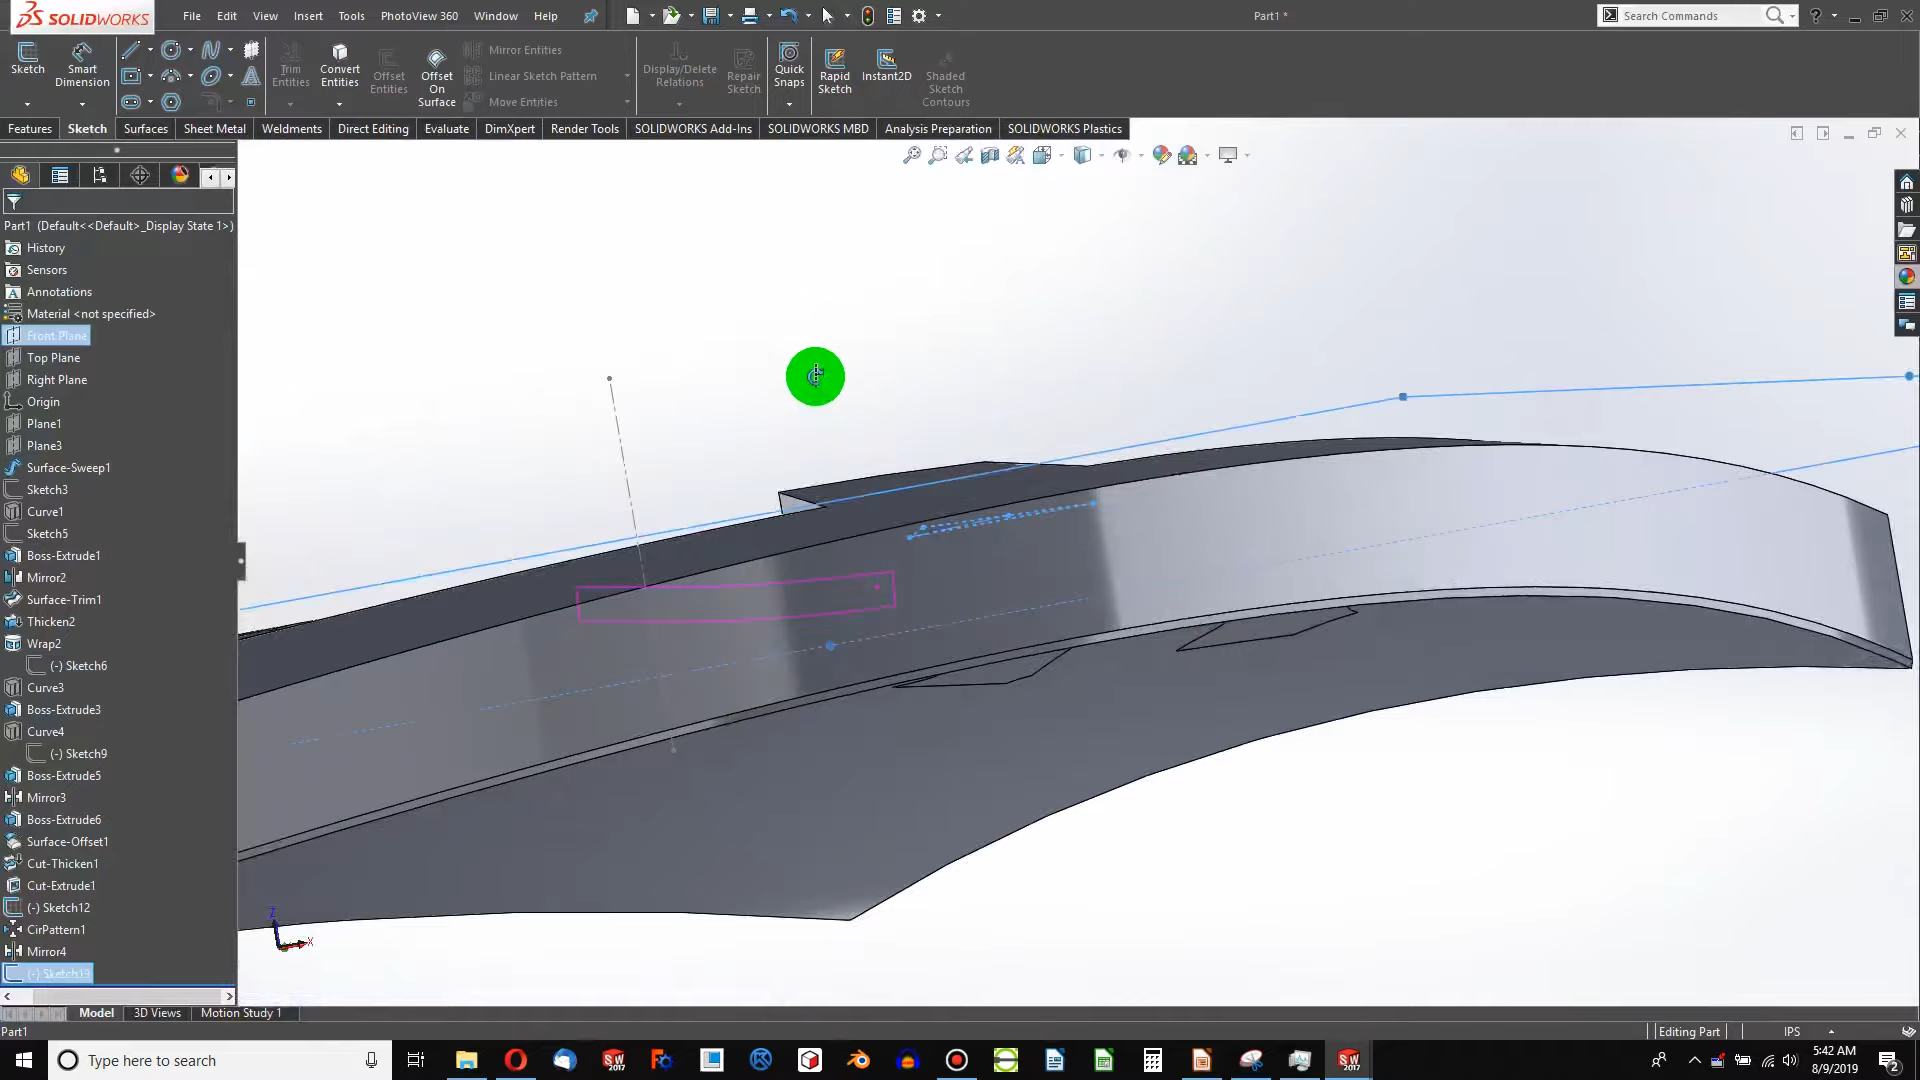 SOLIDWORKS
File Edit View Insert Tools PhotoView 360 Window Help
Part1 *
Search Commands
Sketch
Smart Dimension
Trim Entities
Convert Entities
Offset Entities
Offset On Surface
Mirror Entities
Linear Sketch Pattern
Move Entities
Display/Delete Relations
Repair Sketch
Quick Snaps
Rapid Sketch
Instant2D
Shaded Sketch Contours
Features Sketch Surfaces Sheet Metal Weldments Direct Editing Evaluate DimXpert Render Tools SOLIDWORKS Add-Ins SOLIDWORKS MBD Analysis Preparation SOLIDWORKS Plastics
Part1 (Default<<Default>_Display State 1>)
History
Sensors
Annotations
Material <not specified>
Front Plane
Top Plane
Right Plane
Origin
Plane1
Plane3
Surface-Sweep1
Sketch3
Curve1
Sketch5
Boss-Extrude1
Mirror2
Surface-Trim1
Thicken2
Wrap2
(-) Sketch6
Curve3
Boss-Extrude3
Curve4
(-) Sketch9
Boss-Extrude5
Mirror3
Boss-Extrude6
Surface-Offset1
Cut-Thicken1
Cut-Extrude1
(-) Sketch12
CirPattern1
Mirror4
(-) Sketch19
Z
X
Model 3D Views Motion Study 1
Part1
Editing Part
IPS
Type here to search
SW 2017
SW 2017
5:42 AM
8/9/2019
2